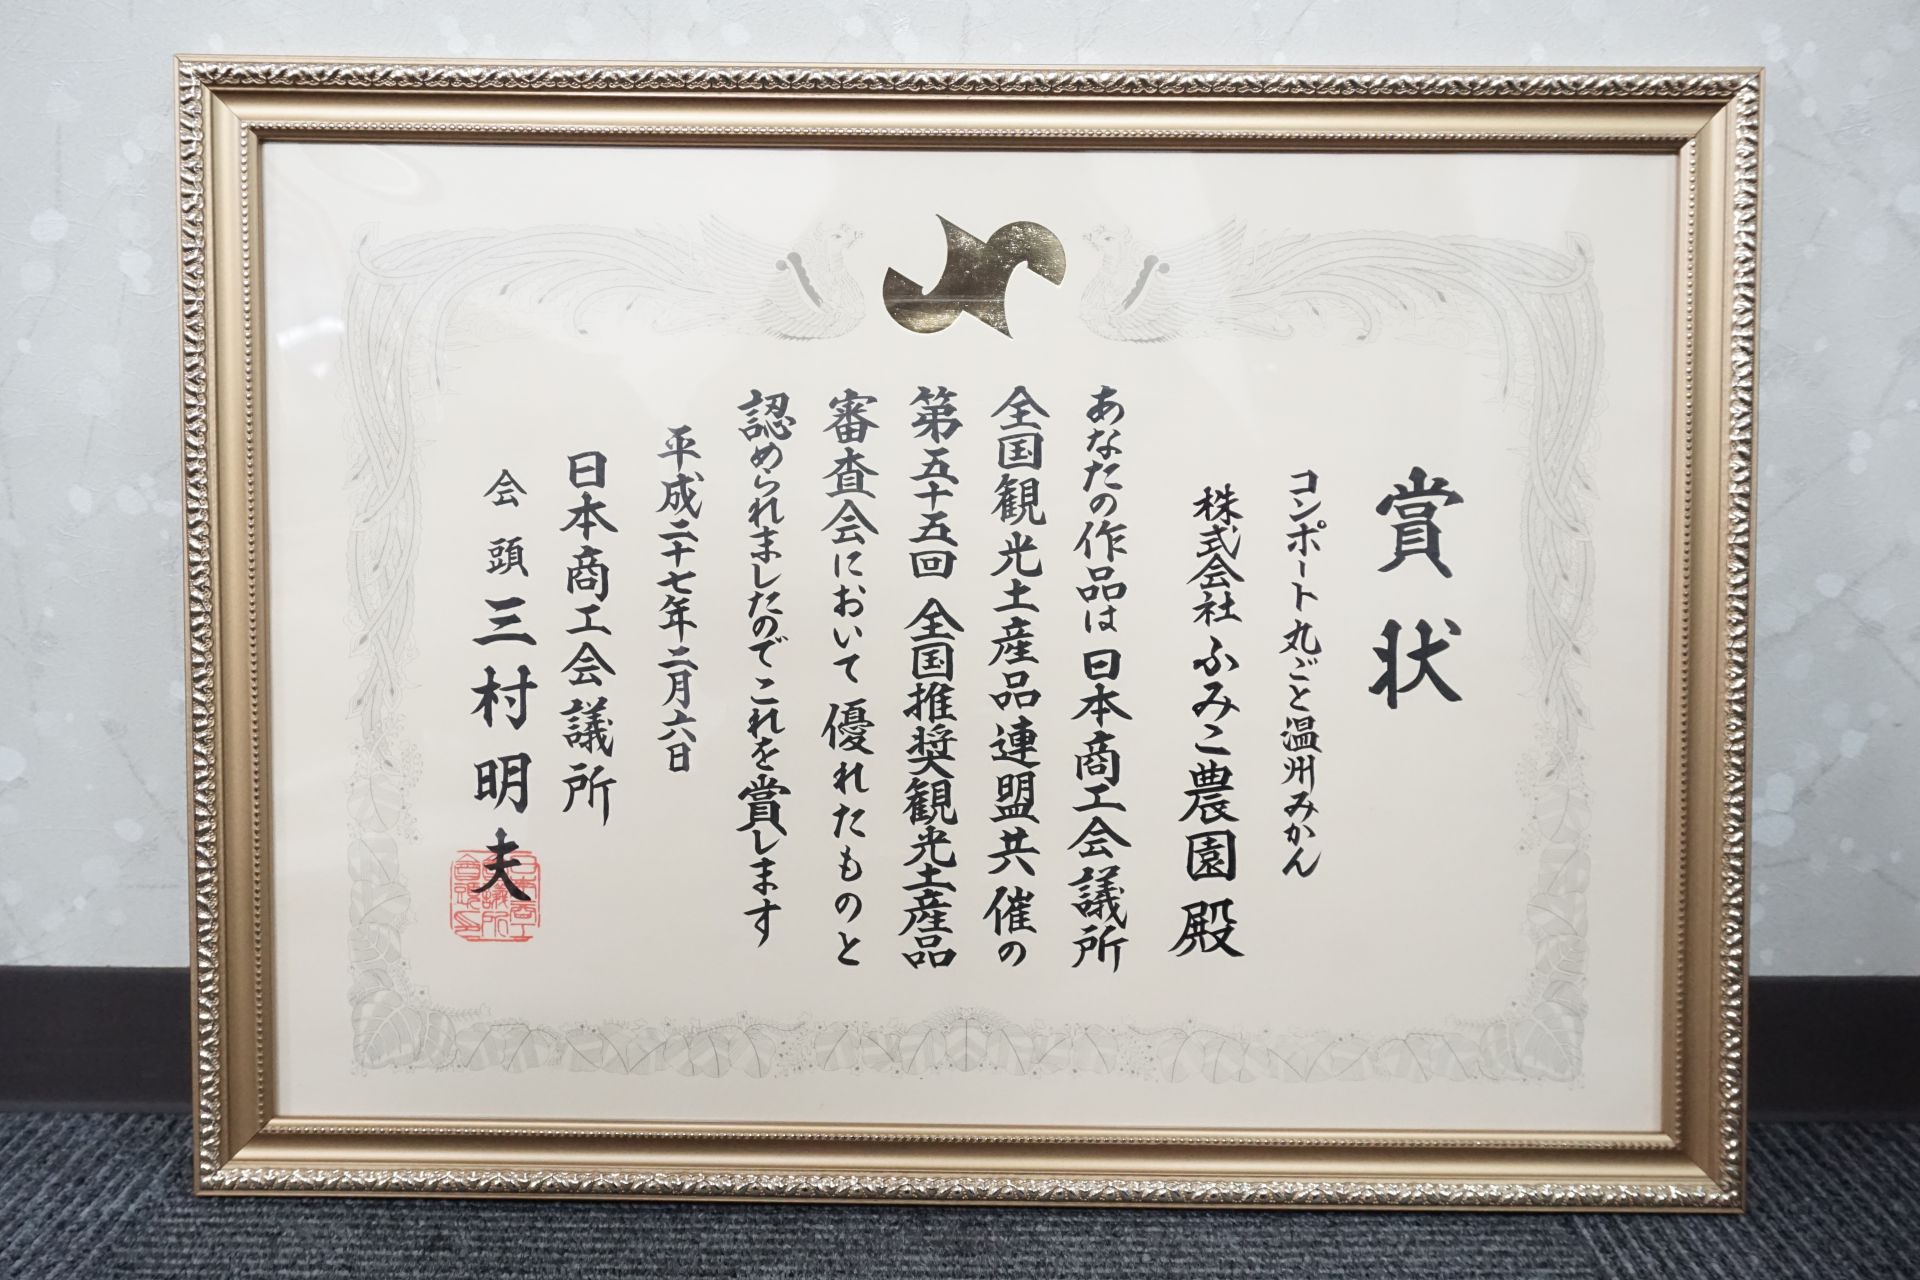 賞状
コンポート丸ごと温州みかん
株式会社 ふみこ農園 殿
あなたの作品は日本商工会議所
全国観光土産品連盟共催の
第五十五回 全国推奨観光土産品
審査会において優れたものと
認められましたのでこれを賞します
平成二十七年二月六日
日本商工会議所
会頭 三村明夫